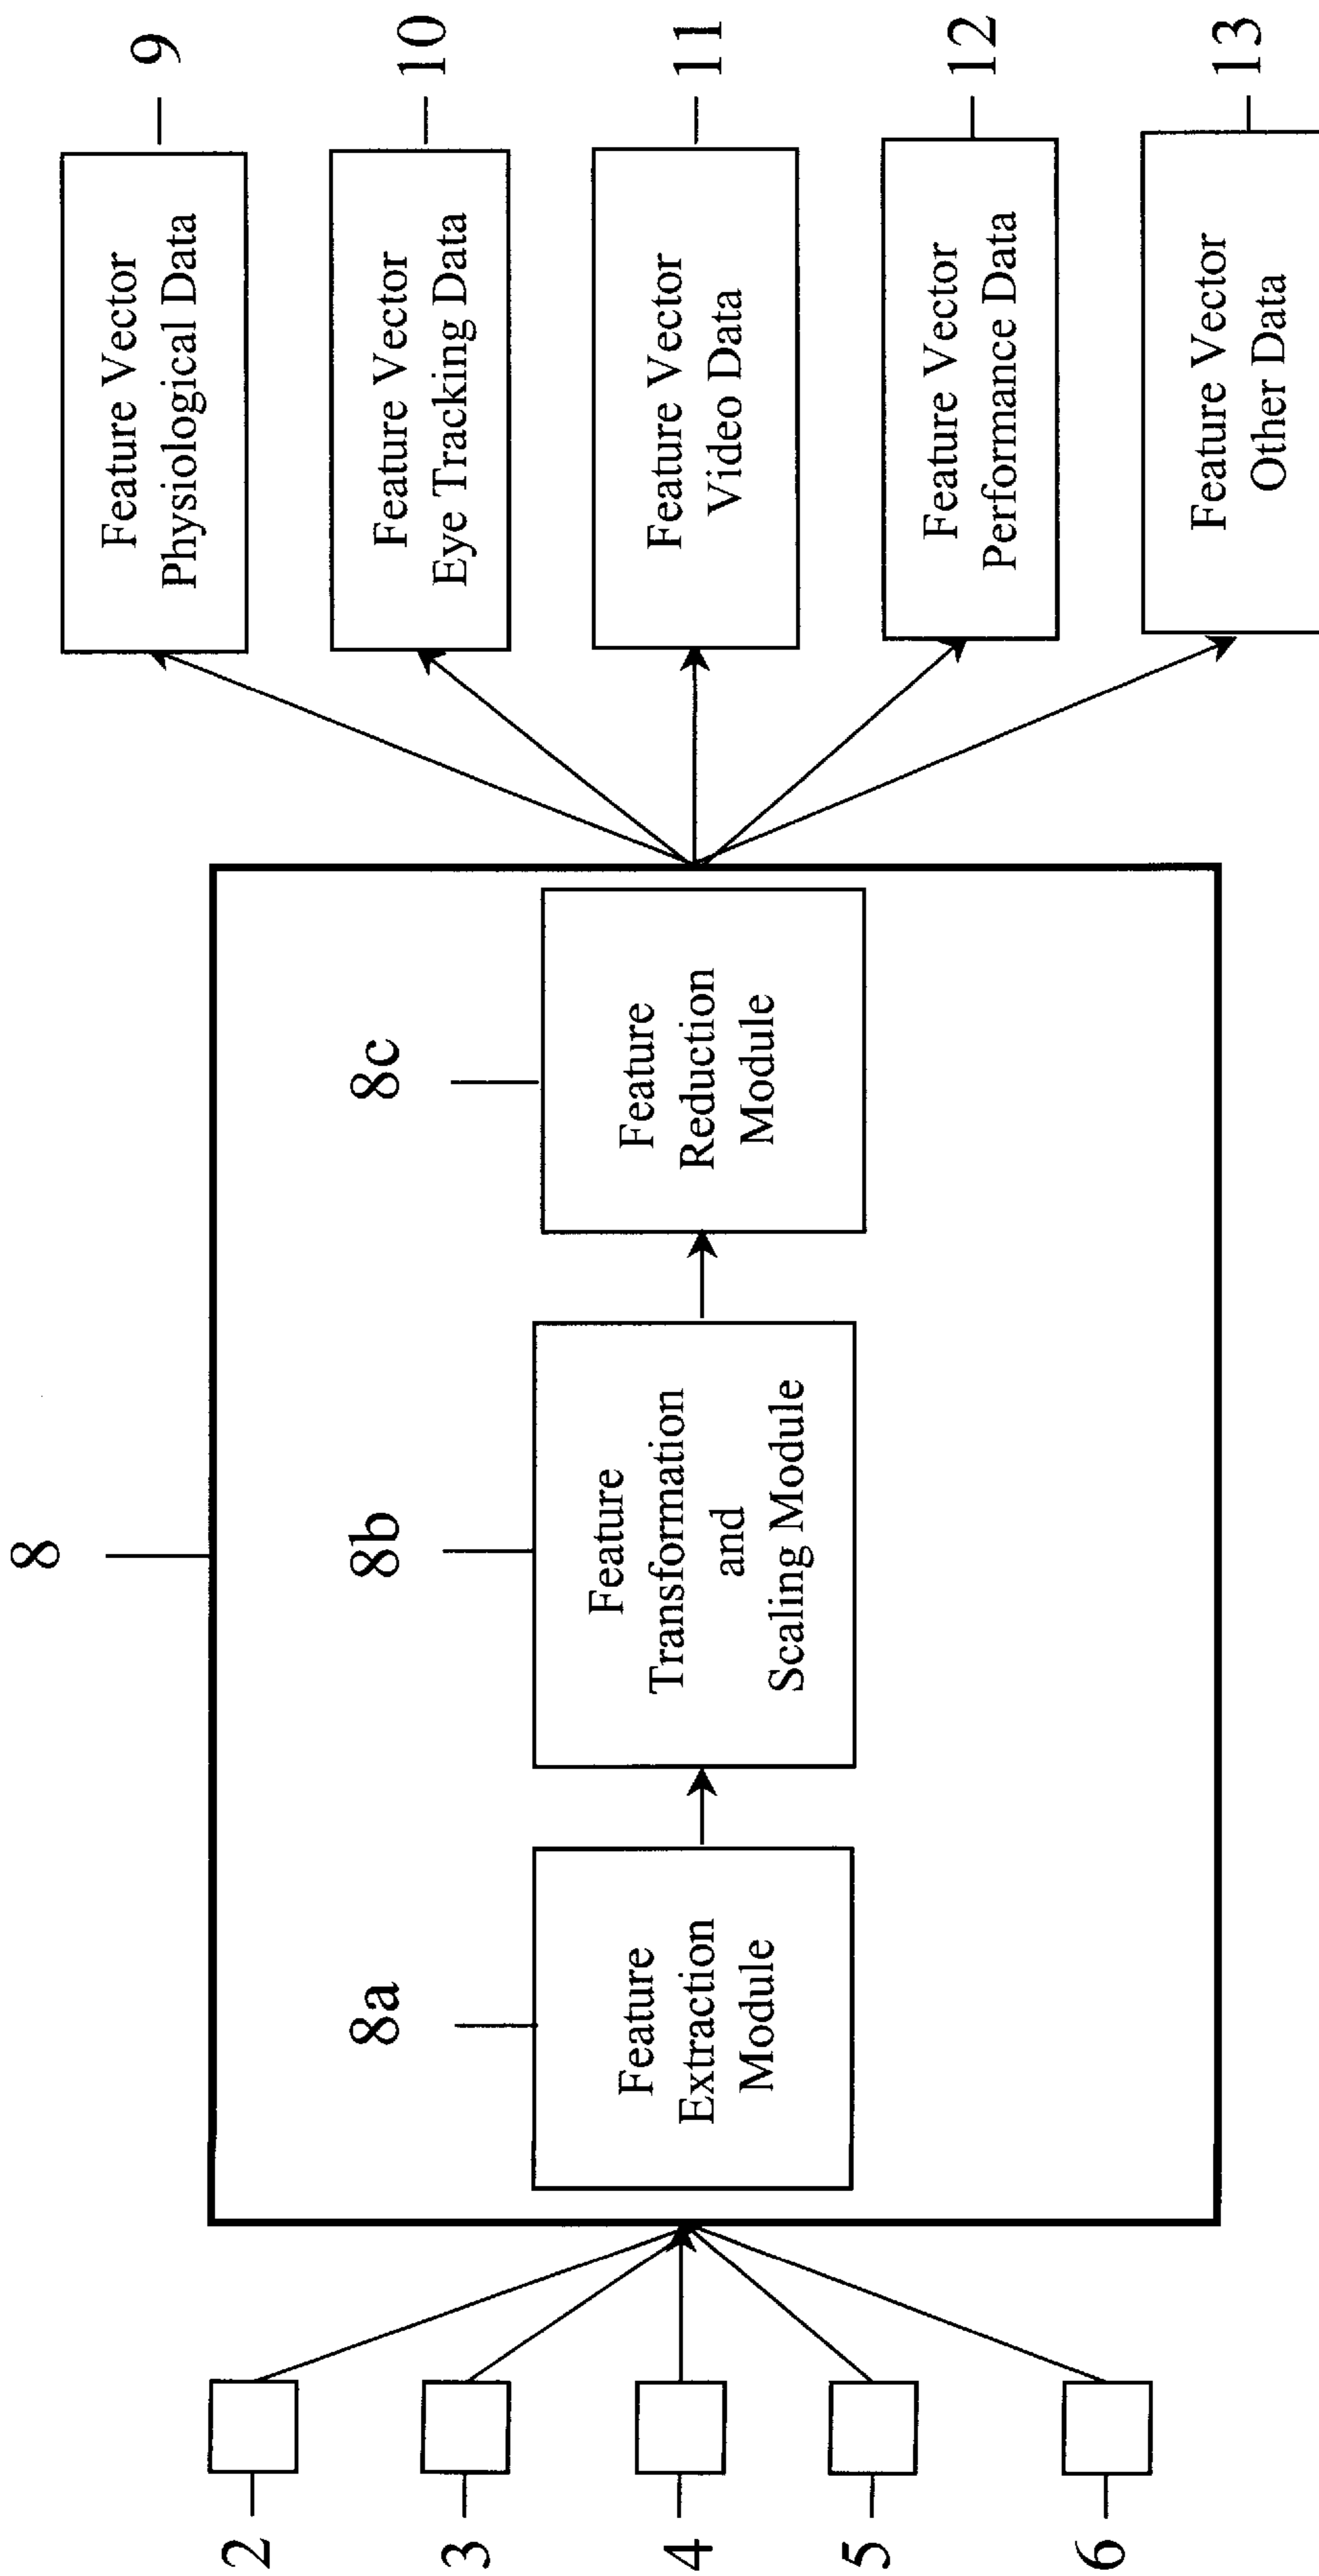 8
2
3
4
5
6
8a
Feature
Extraction
Module
8b
Feature
Transformation
and
Scaling Module
8c
Feature
Reduction
Module
Feature Vector
Physiological Data
9
Feature Vector
Eye Tracking Data
10
Feature Vector
Video Data
11
Feature Vector
Performance Data
12
Feature Vector
Other Data
13